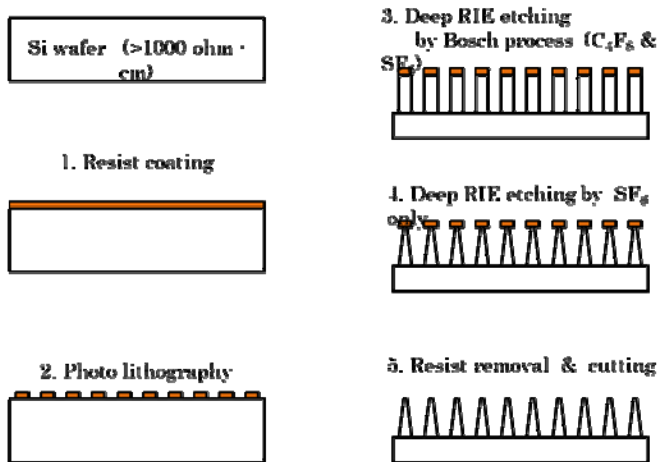 Si wafer (>1000 ohm・
cm)
1. Resist coating
2. Photo lithography
3. Deep RIE etching
by Bosch process (C₄F₈ &
SF₆)
4. Deep RIE etching by SF₆
only
5. Resist removal & cutting